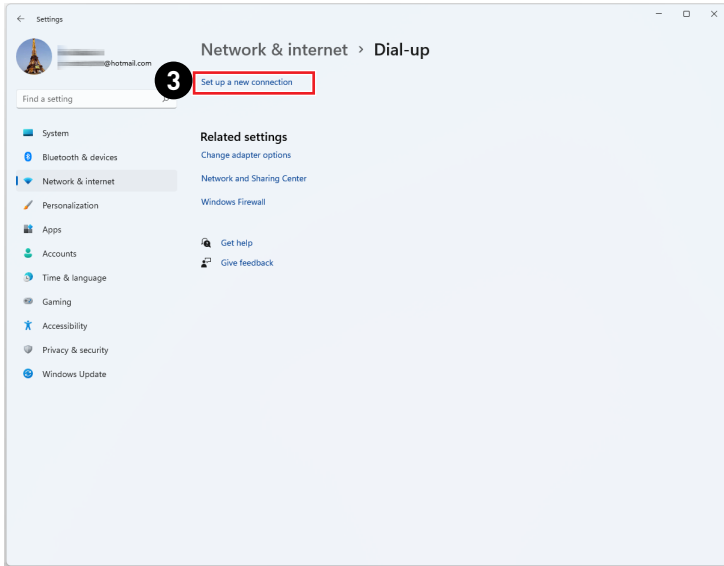 Settings
@hotmail.com
Find a setting
System
Bluetooth & devices
Network & internet
Personalization
Apps
Accounts
Time & language
Gaming
Accessibility
Privacy & security
Windows Update
Network & internet > Dial-up
3
Set up a new connection
Related settings
Change adapter options
Network and Sharing Center
Windows Firewall
Get help
Give feedback